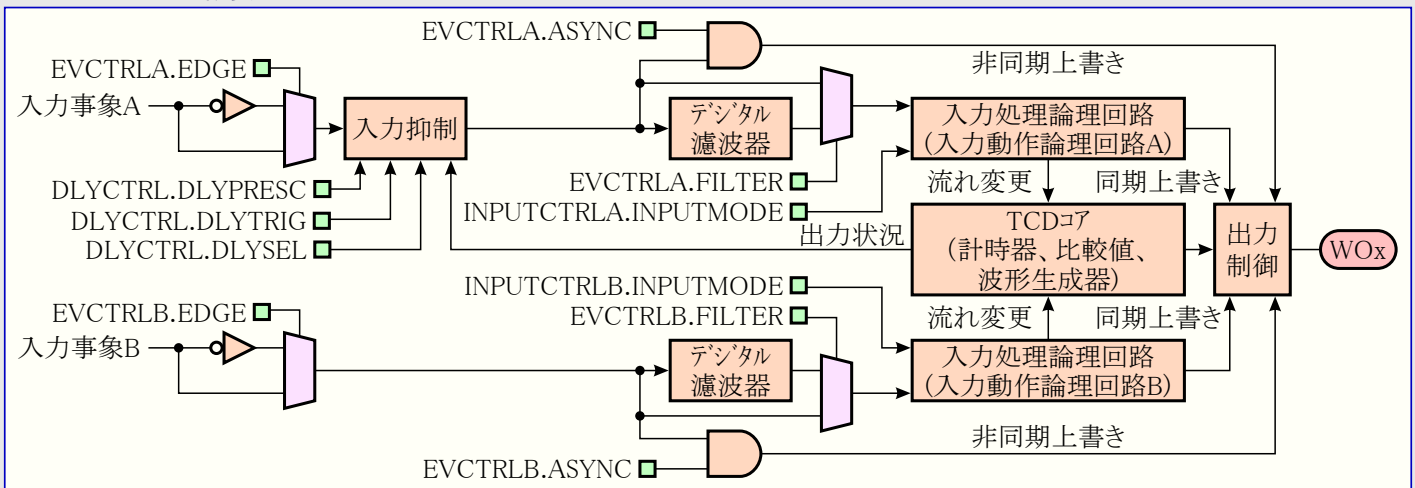 EVCTRLA.ASYNC
非同期上書き
EVCTRLA.EDGE
入力事象A
入力抑制
デジタル
濾波器
入力処理論理回路
(入力動作論理回路A)
DLYCTRL.DLYPRESC
DLYCTRL.DLYTRIG
DLYCTRL.DLYSEL
EVCTRLA.FILTER
INPUTCTRLA.INPUTMODE
流れ変更
同期上書き
出力状況
TCDコア
(計時器、比較値、
波形生成器)
出力
制御
WOx
INPUTCTRLB.INPUTMODE
EVCTRLB.FILTER
流れ変更
同期上書き
EVCTRLB.EDGE
入力事象B
デジタル
濾波器
入力処理論理回路
(入力動作論理回路B)
非同期上書き
EVCTRLB.ASYNC